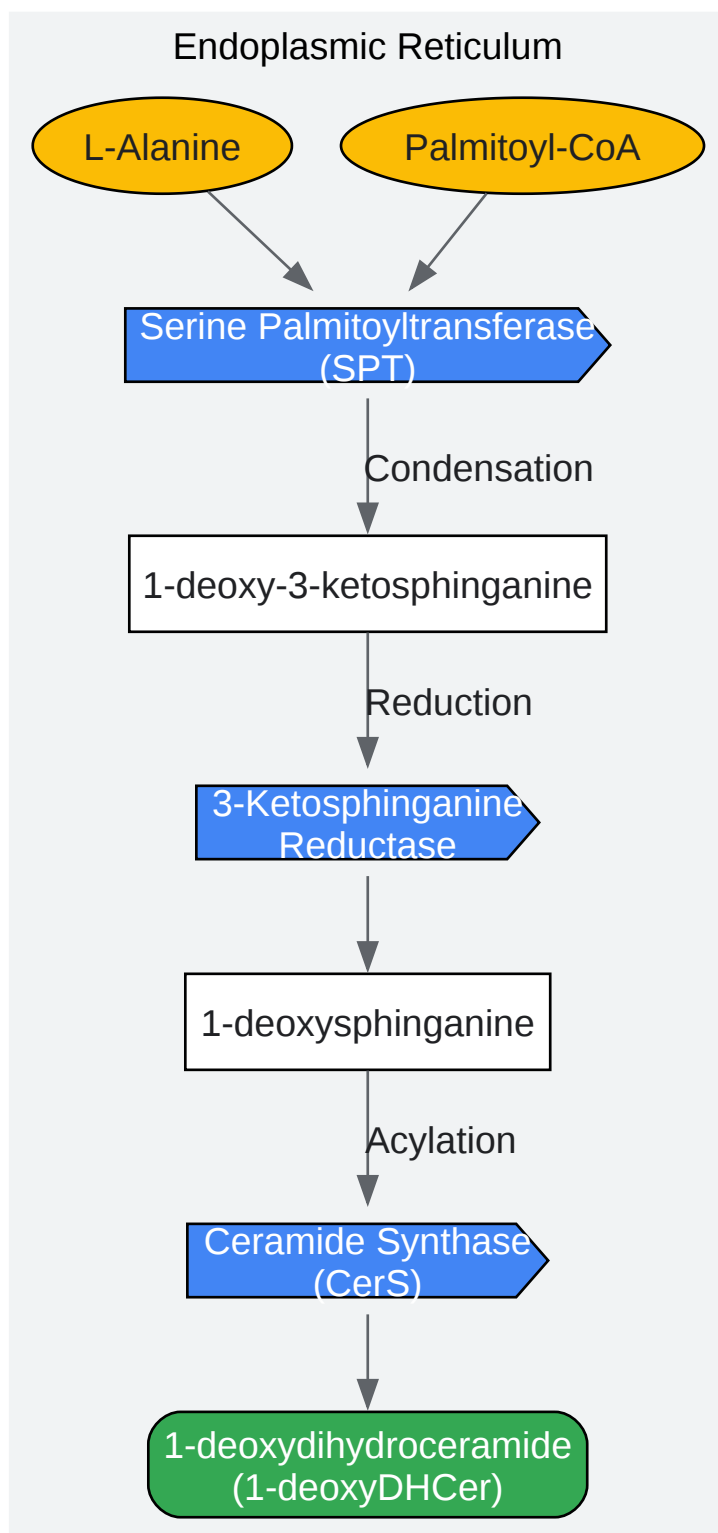 Endoplasmic Reticulum
L-Alanine
Palmitoyl-CoA
Serine Palmitoyltransferase
(SPT)
Condensation
1-deoxy-3-ketosphinganine
Reduction
3-Ketosphinganine
Reductase
1-deoxysphinganine
Acylation
Ceramide Synthase
(CerS)
1-deoxydihydroceramide
(1-deoxyDHCer)